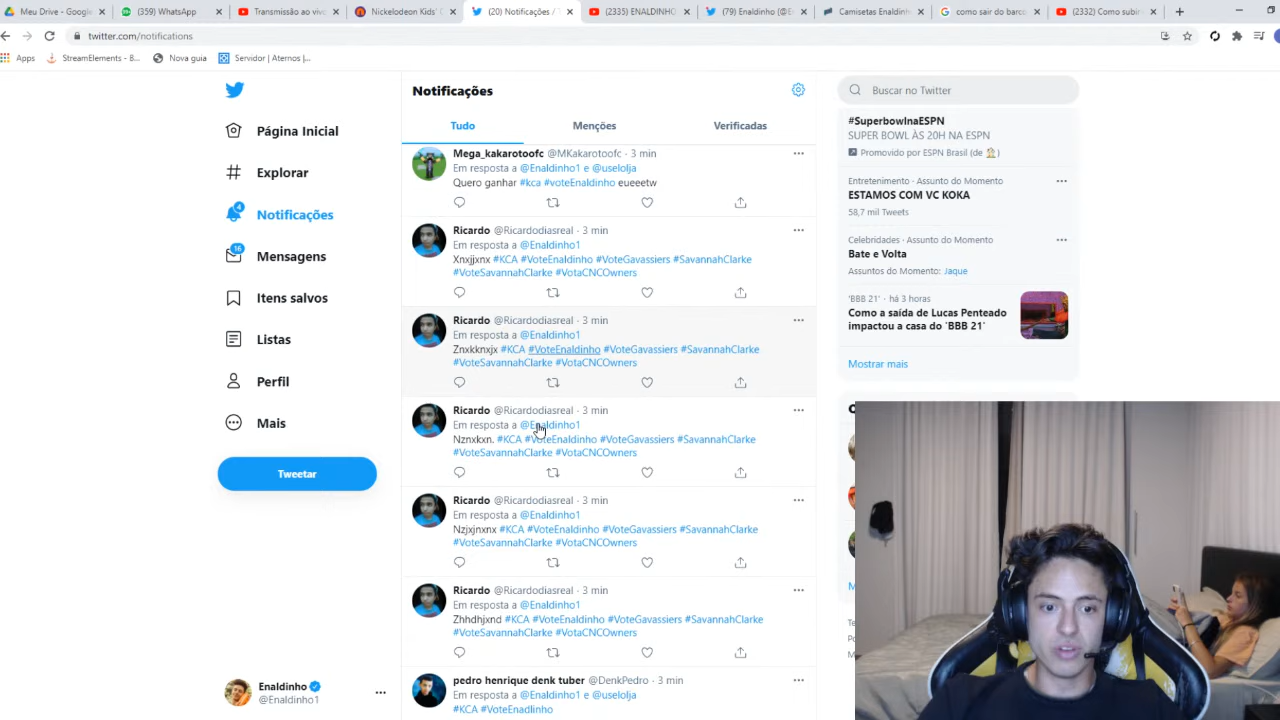 Meu Drive - Google
(359) WhatsApp
Transmissão ao vivo
Nickelodeon Kids' C
(20) Notificações / T
(2335) ENALDINHO
(79) Enaldinho (@En
Camisetas Enaldinh
como sair do barco
(2332) Como subir
twitter.com/notifications
Apps
StreamElements - B...
Nova guia
Servidor | Aternos |...
Página Inicial
Explorar
4
Notificações
16
Mensagens
Itens salvos
Listas
Perfil
Mais
Tweetar
Enaldinho
@Enaldinho1
Notificações
Tudo
Menções
Verificadas
Mega_kakarotoofc @MKakarotoofc · 3 min
Em resposta a @Enaldinho1 e @uselolja
Quero ganhar #kca #voteEnaldinho eueeetw
Ricardo @Ricardodiasreal · 3 min
Em resposta a @Enaldinho1
Xnxjjxnx #KCA #VoteEnaldinho #VoteGavassiers #SavannahClarke
#VoteSavannahClarke #VotaCNCOwners
Ricardo @Ricardodiasreal · 3 min
Em resposta a @Enaldinho1
Znxkknxjx #KCA #VoteEnaldinho #VoteGavassiers #SavannahClarke
#VoteSavannahClarke #VotaCNCOwners
Ricardo @Ricardodiasreal · 3 min
Em resposta a @Enaldinho1
Nznxkxn. #KCA #VoteEnaldinho #VoteGavassiers #SavannahClarke
#VoteSavannahClarke #VotaCNCOwners
Ricardo @Ricardodiasreal · 3 min
Em resposta a @Enaldinho1
Nzjxjnxnx #KCA #VoteEnaldinho #VoteGavassiers #SavannahClarke
#VoteSavannahClarke #VotaCNCOwners
Ricardo @Ricardodiasreal · 3 min
Em resposta a @Enaldinho1
Zhhdhjxnd #KCA #VoteEnaldinho #VoteGavassiers #SavannahClarke
#VoteSavannahClarke #VotaCNCOwners
pedro henrique denk tuber @DenkPedro · 3 min
Em resposta a @Enaldinho1 e @uselolja
#KCA #VoteEnadlinho
Buscar no Twitter
#SuperbowlnaESPN
SUPER BOWL ÀS 20H NA ESPN
Promovido por ESPN Brasil (de
Entretenimento · Assunto do Momento
ESTAMOS COM VC KOKA
58,7 mil Tweets
Celebridades · Assunto do Momento
Bate e Volta
Assuntos do Momento: Jaque
'BBB 21' · há 3 horas
Como a saída de Lucas Penteado
impactou a casa do 'BBB 21'
Mostrar mais